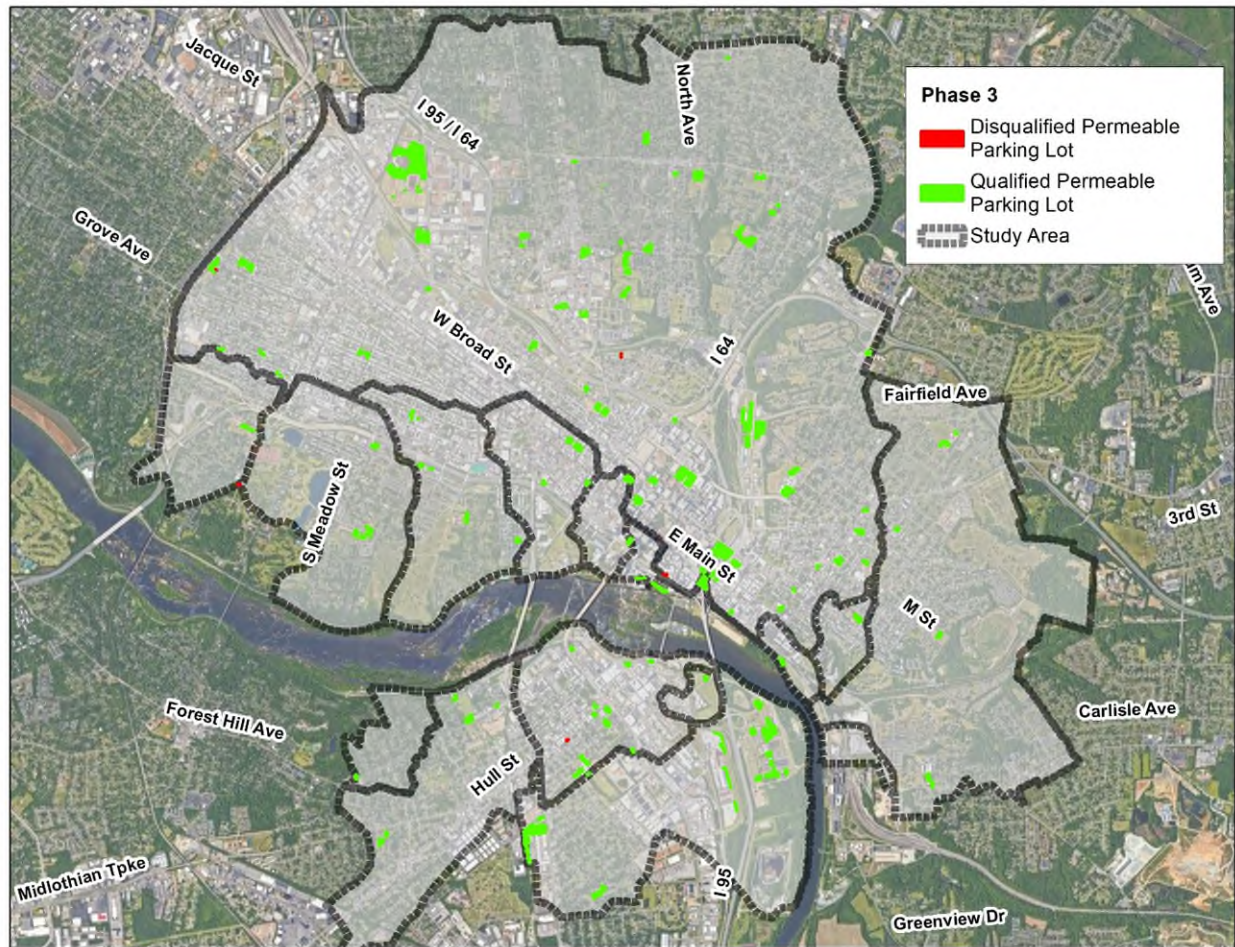 Jacque St
North Ave
I 95 / I 64
Phase 3
Disqualified Permeable
Parking Lot
Qualified Permeable
Parking Lot
Study Area
Grove Ave
Ave
W Broad St
I 64
Fairfield Ave
S Meadow St
3rd St
E Main St
M St
Forest Hill Ave
Carlisle Ave
Hull St
Midlothian Tpke
I 95
Greenview Dr